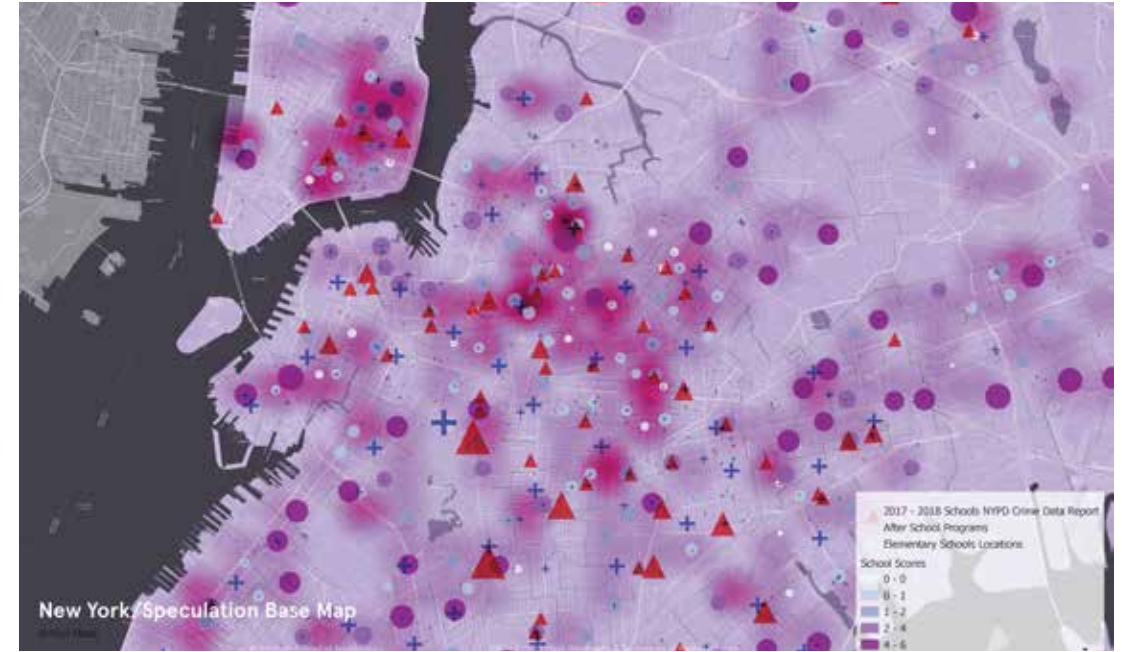 2017 - 2018 Schools NYPD Crime Data Report
After School Programs
Elementary Schools Locations
School Scores
0 - 0
0 - 1
1 - 2
2 - 4
4 - 6
New York/Speculation Base Map